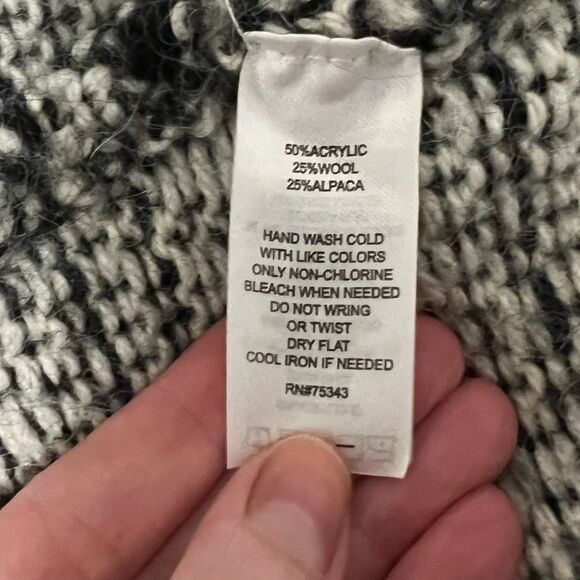 50%ACRYLIC
25%WOOL
25%ALPACA
HAND WASH COLD
WITH LIKE COLORS
ONLY NON-CHLORINE
BLEACH WHEN NEEDED
DO NOT WRING
OR TWIST
DRY FLAT
COOL IRON IF NEEDED
RN#75343